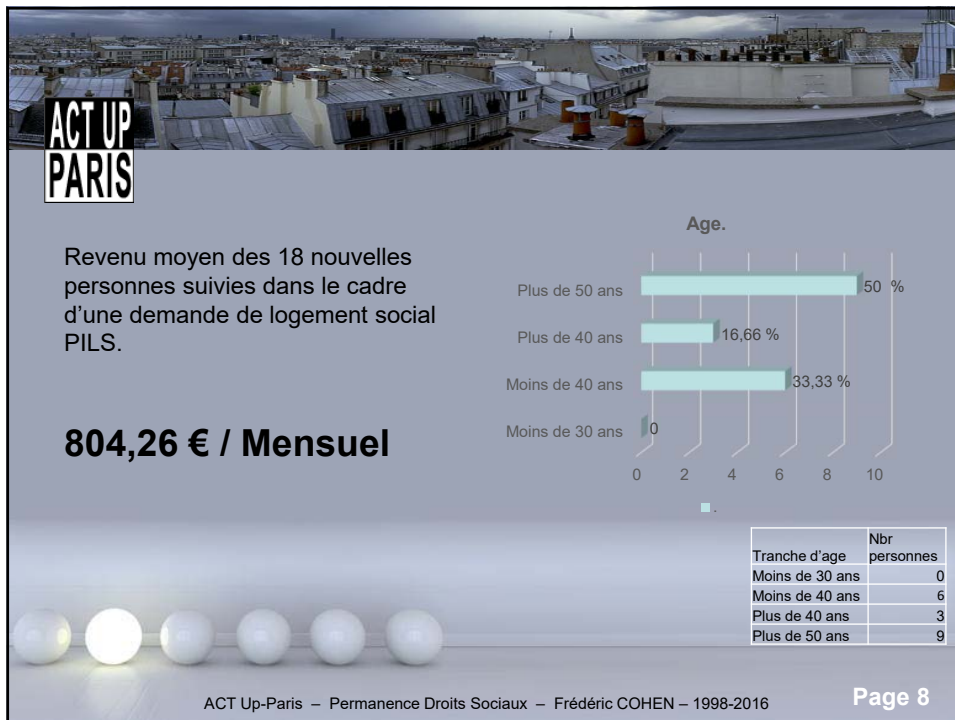 ACT UP
PARIS
Revenu moyen des 18 nouvelles
personnes suivies dans le cadre
d’une demande de logement social
PILS.
804,26 € / Mensuel
Age.
Plus de 50 ans 50 %
Plus de 40 ans 16,66 %
Moins de 40 ans 33,33 %
Moins de 30 ans 0
0 2 4 6 8 10
.
Tranche d’age Nbr personnes
Moins de 30 ans 0
Moins de 40 ans 6
Plus de 40 ans 3
Plus de 50 ans 9
ACT Up-Paris – Permanence Droits Sociaux – Frédéric COHEN – 1998-2016
Page 8